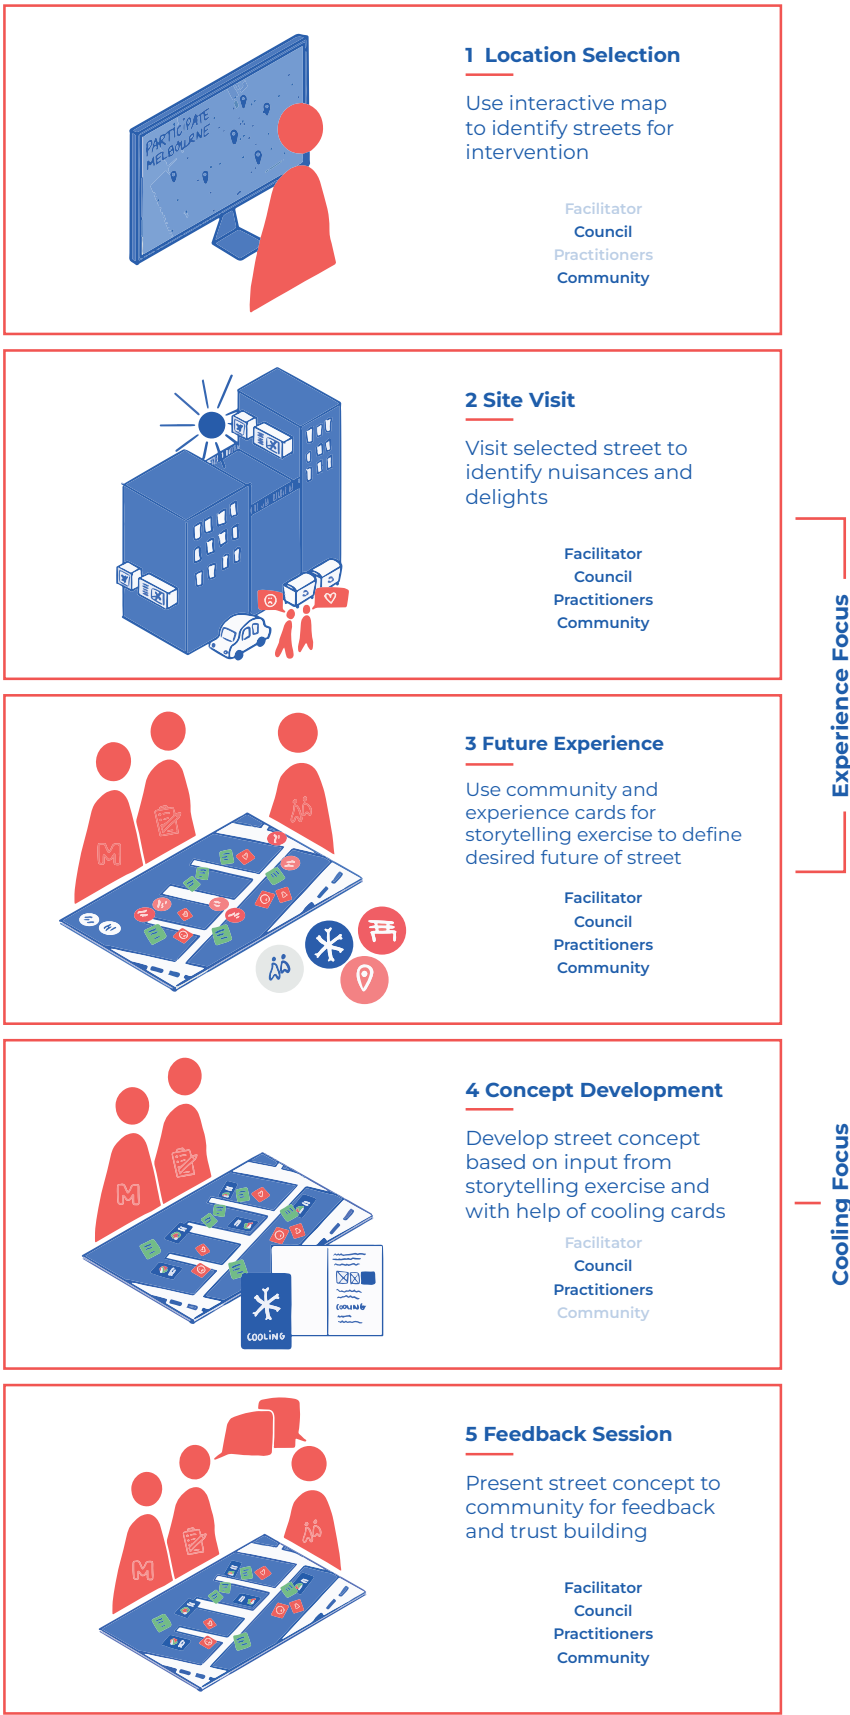 PARTICIPATE
MELBOURNE
1 Location Selection
Use interactive map
to identify streets for
intervention
Facilitator
Council
Practitioners
Community
2 Site Visit
Visit selected street to
identify nuisances and
delights
Facilitator
Council
Practitioners
Community
Experience Focus
3 Future Experience
Use community and
experience cards for
storytelling exercise to define
desired future of street
Facilitator
Council
Practitioners
Community
M
4 Concept Development
Develop street concept
based on input from
storytelling exercise and
with help of cooling cards
Facilitator
Council
Practitioners
Community
Cooling Focus
M
COOLING
COOLING
5 Feedback Session
Present street concept to
community for feedback
and trust building
Facilitator
Council
Practitioners
Community
M